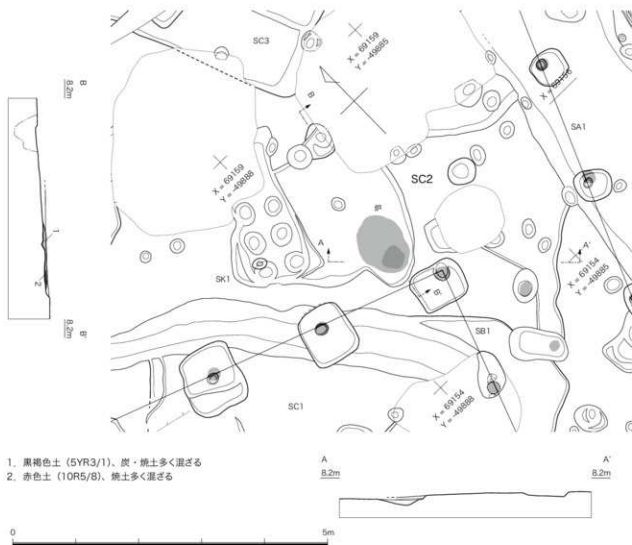 SC3
X = 69159
Y = -49885
X = 69156
SA1
B
8.2m
B
X = 69159
Y = -49888
SC2
炉
A
A'
X = 69154
Y = -49885
SK1
B'
SB1
1
2
8.2m
B'
SC1
X = 69154
Y = -49888
1. 黒褐色土（5YR3/1）、炭・焼土多く混ざる
2. 赤色土（10R5/8）、焼土多く混ざる
A
8.2m
A'
8.2m
0
5m